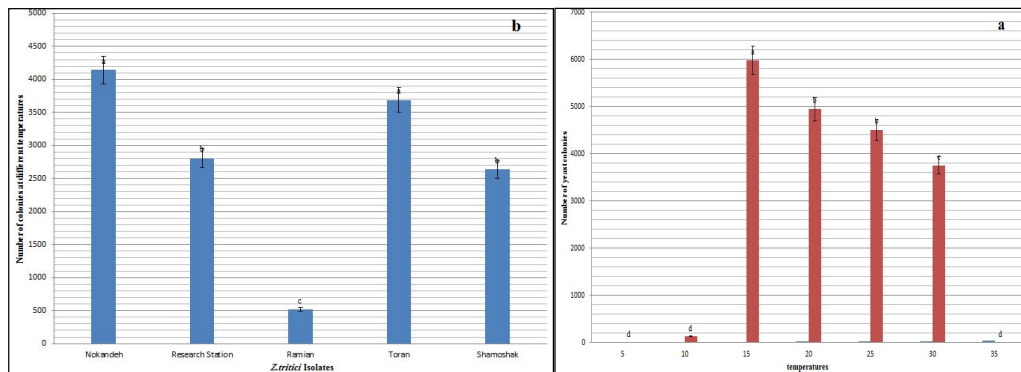 b
Number of colonies at different temperatures
5000
4500
4000
3500
3000
2500
2000
1500
1000
500
0
a
b
c
a
b
Nokandeh
Research Station
Ramian
Toran
Shamoshak
Z.tritici Isolates
a
Number of yeast colonies
7000
6000
5000
4000
3000
2000
1000
0
d
d
a
b
b
c
d
5
10
15
20
25
30
35
temperatures